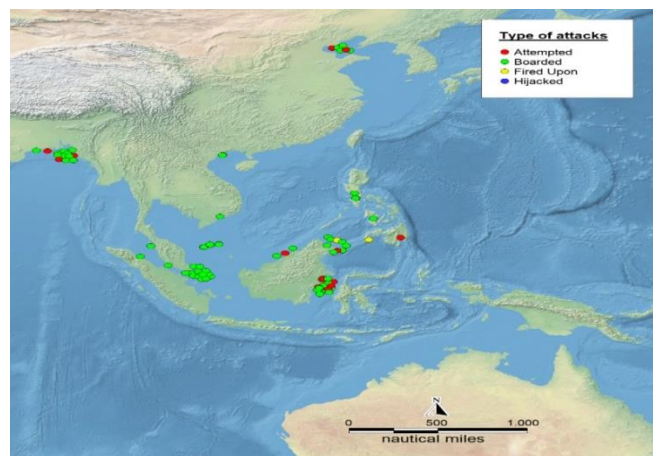 Type of attacks
Attempted
Boarded
Fired Upon
Hijacked
N
0 500 1.000
nautical miles